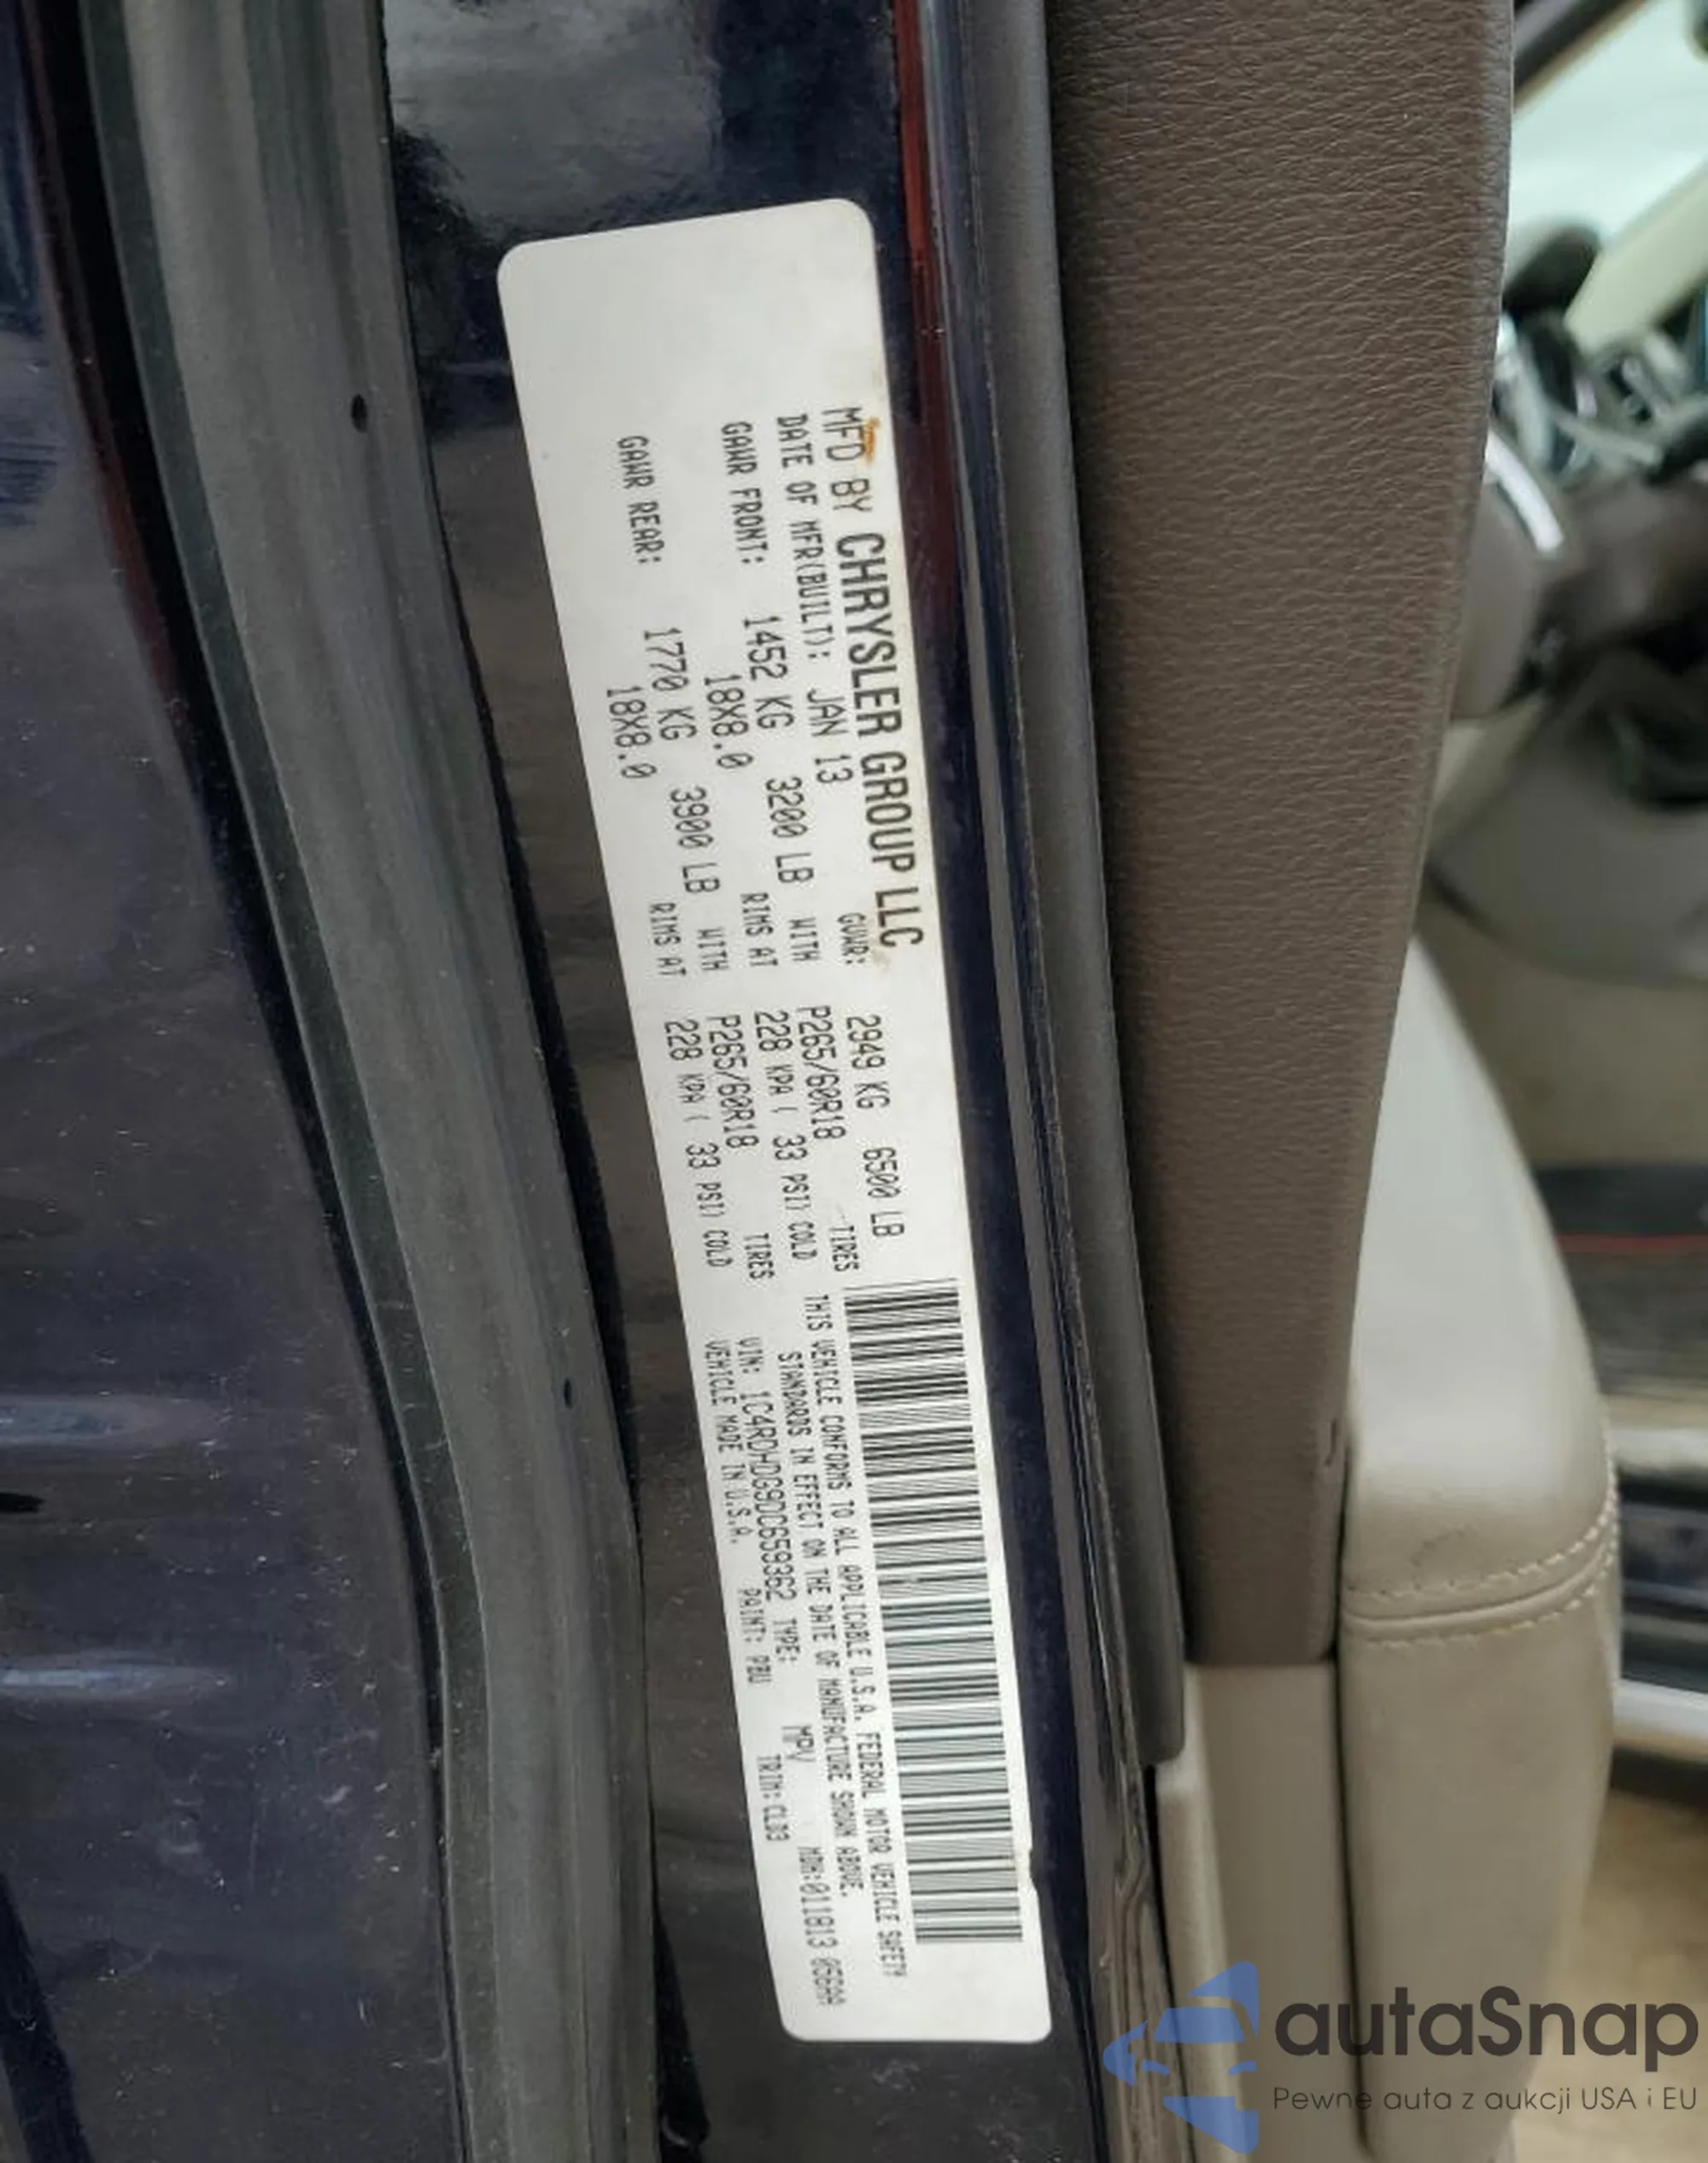 MFD BY CHRYSLER GROUP LLC
DATE OF MFR(BUILT): JAN 13 GVWR: 2949 KG 6500 LB
GAWR FRONT: 1452 KG 3200 LB WITH P265/60R18 TIRES
18X8.0 RIMS AT 228 KPA ( 33 PSI) COLD
GAWR REAR: 1770 KG 3900 LB WITH P265/60R18 TIRES
18X8.0 RIMS AT 228 KPA ( 33 PSI) COLD
THIS VEHICLE CONFORMS TO ALL APPLICABLE U.S.A. FEDERAL MOTOR VEHICLE SAFETY
STANDARDS IN EFFECT ON THE DATE OF MANUFACTURE SHOWN ABOVE.
VIN: 1C4RDHDG9DC659362 TYPE: MPV MDH:011813 056AA
VEHICLE MADE IN U.S.A. PAINT: PBU TRIM:CLD3
autaSnap
Pewne auta z aukcji USA i EU